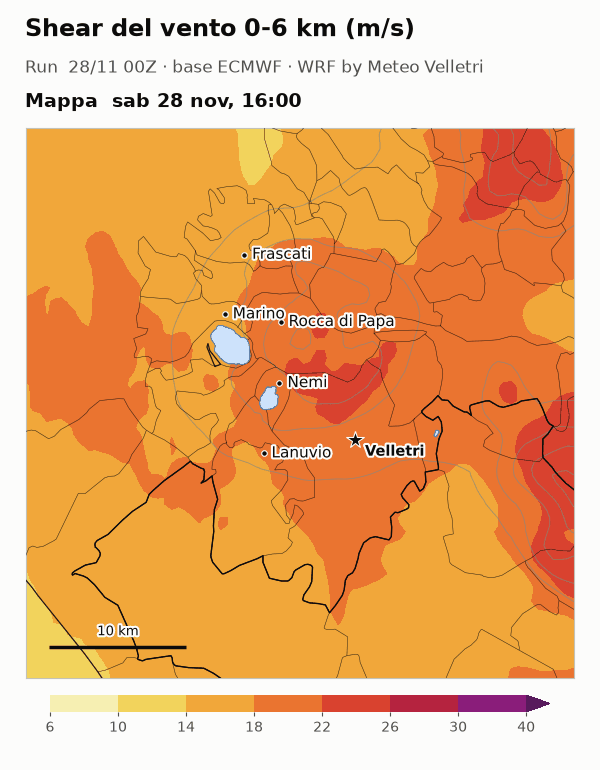 Shear del vento 0-6 km (m/s)
Run  28/11 00Z · base ECMWF · WRF by Meteo Velletri
Mappa  sab 28 nov, 16:00
Frascati
Marino
Rocca di Papa
Nemi
Velletri
Lanuvio
10 km
6 10 14 18 22 26 30 40